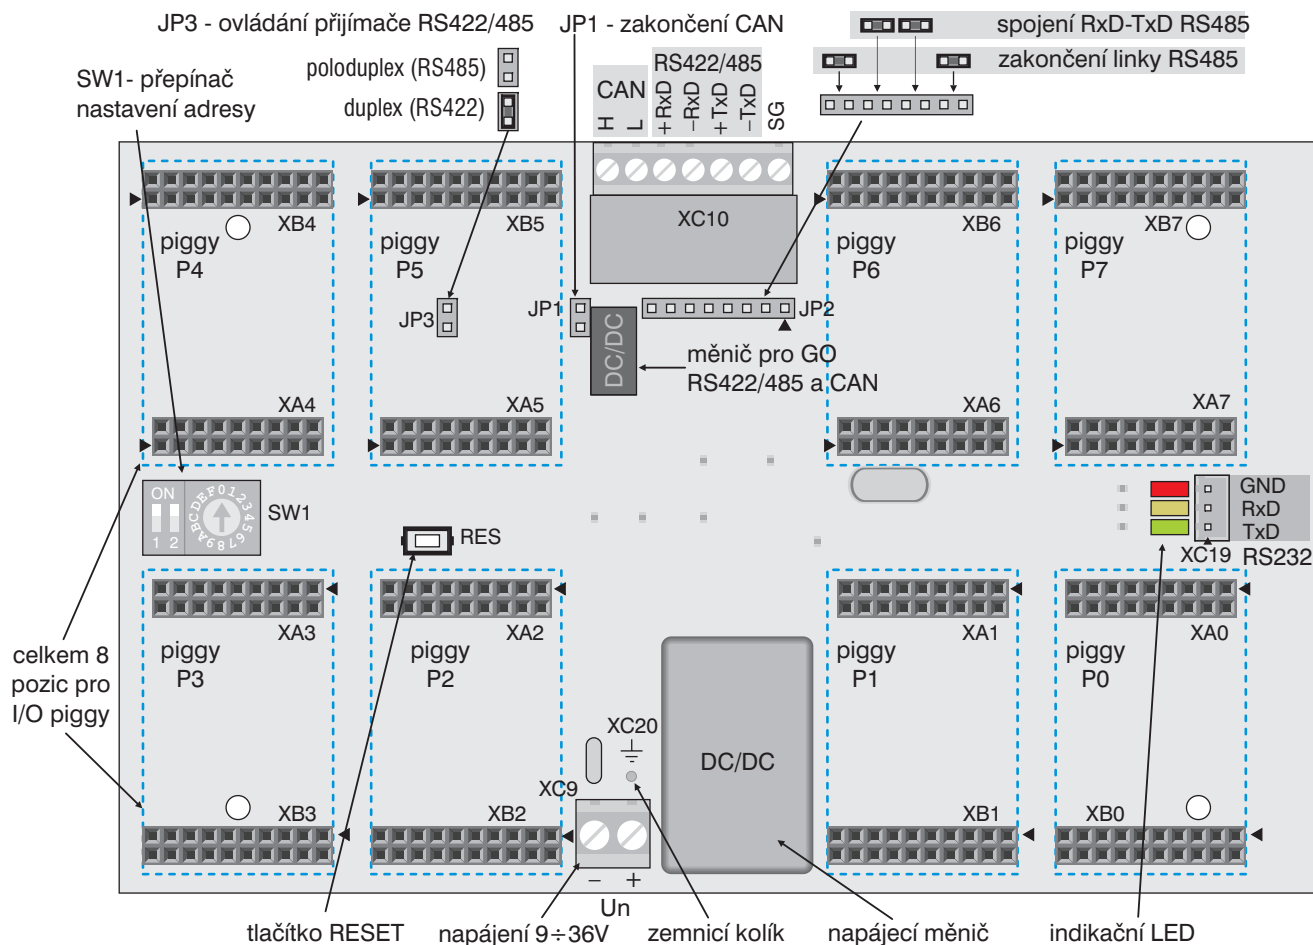 JP3 - ovládání přijímače RS422/485
JP1 - zakončení CAN
spojení RxD-TxD RS485
zakončení linky RS485
SW1- přepínač
nastavení adresy
poloduplex (RS485)
duplex (RS422)
CAN
RS422/485
H
L
+RxD
−RxD
+TxD
−TxD
SG
XB4
piggy
P4
XB5
piggy
P5
XC10
XB6
piggy
P6
XB7
piggy
P7
JP3
JP1
JP2
DC/DC
měnič pro GO
RS422/485 a CAN
XA4
XA5
XA6
XA7
ON
1 2
0123456789ABCDEF
SW1
RES
GND
RxD
TxD
XC19
RS232
XA3
piggy
P3
XA2
piggy
P2
XA1
piggy
P1
XA0
piggy
P0
celkem 8
pozic pro
I/O piggy
XC20
DC/DC
XC9
XB3
XB2
XB1
XB0
− +
Un
tlačítko RESET
napájení 9÷36V
zemnicí kolík
napájecí měnič
indikační LED